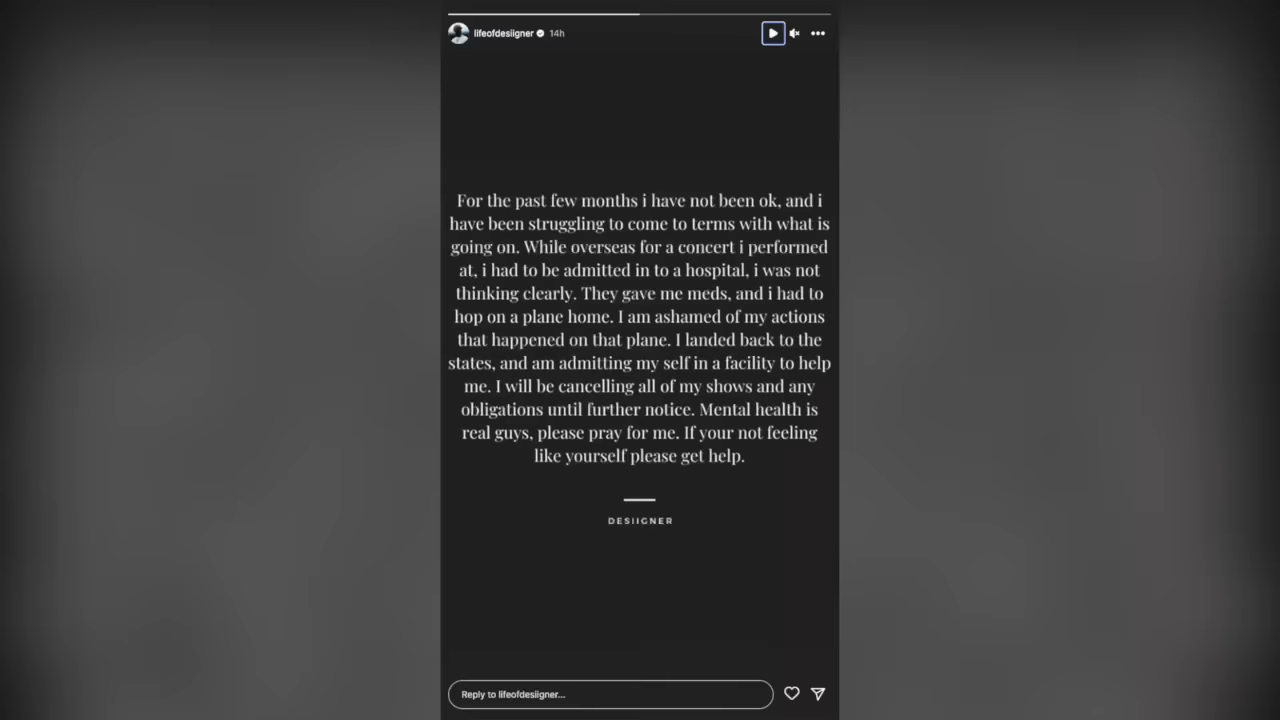 lifeofdesiigner 14h
For the past few months i have not been ok, and i
have been struggling to come to terms with what is
going on. While overseas for a concert i performed
at, i had to be admitted in to a hospital, i was not
thinking clearly. They gave me meds, and i had to
hop on a plane home. I am ashamed of my actions
that happened on that plane. I landed back to the
states, and am admitting my self in a facility to help
me. I will be cancelling all of my shows and any
obligations until further notice. Mental health is
real guys, please pray for me. If your not feeling
like yourself please get help.
DESIIGNER
Reply to lifeofdesiigner...